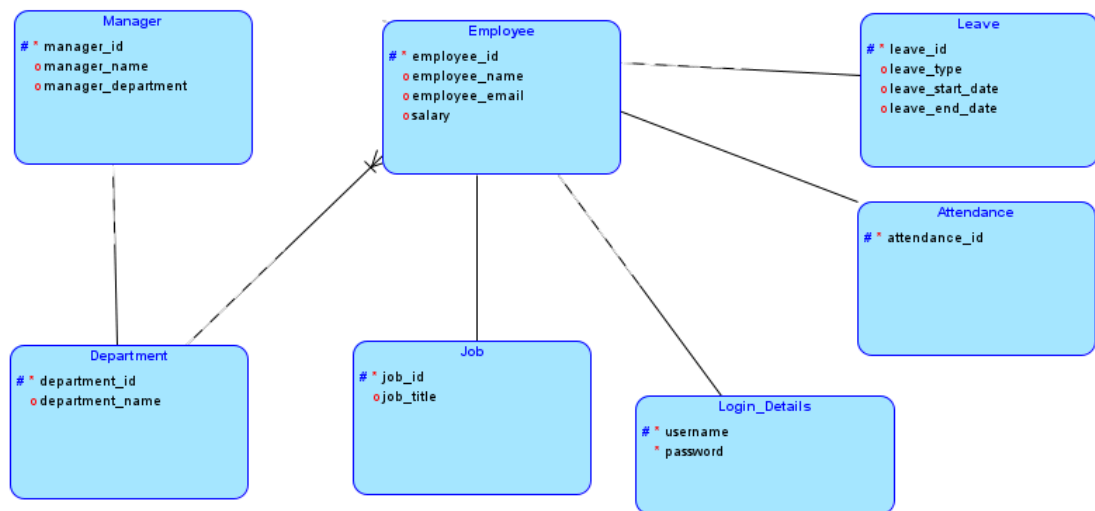 Manager
# * manager_id
o manager_name
o manager_department
Employee
# * employee_id
o employee_name
o employee_email
o salary
Leave
# * leave_id
o leave_type
o leave_start_date
o leave_end_date
Attendance
# * attendance_id
Department
# * department_id
o department_name
Job
# * job_id
o job_title
Login_Details
# * username
* password